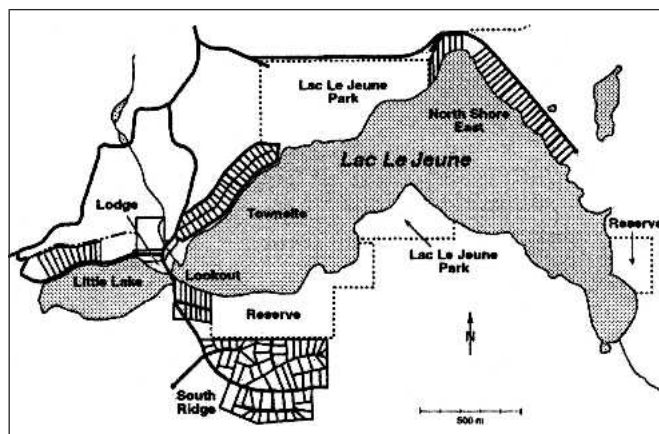 Lac Le Jeune
Park
North Shore
East
Lac Le Jeune
Lodge
Townsite
Reserve
Lookout
Lac Le Jeune
Park
Little Lake
Reserve
N
South
Ridge
500 m